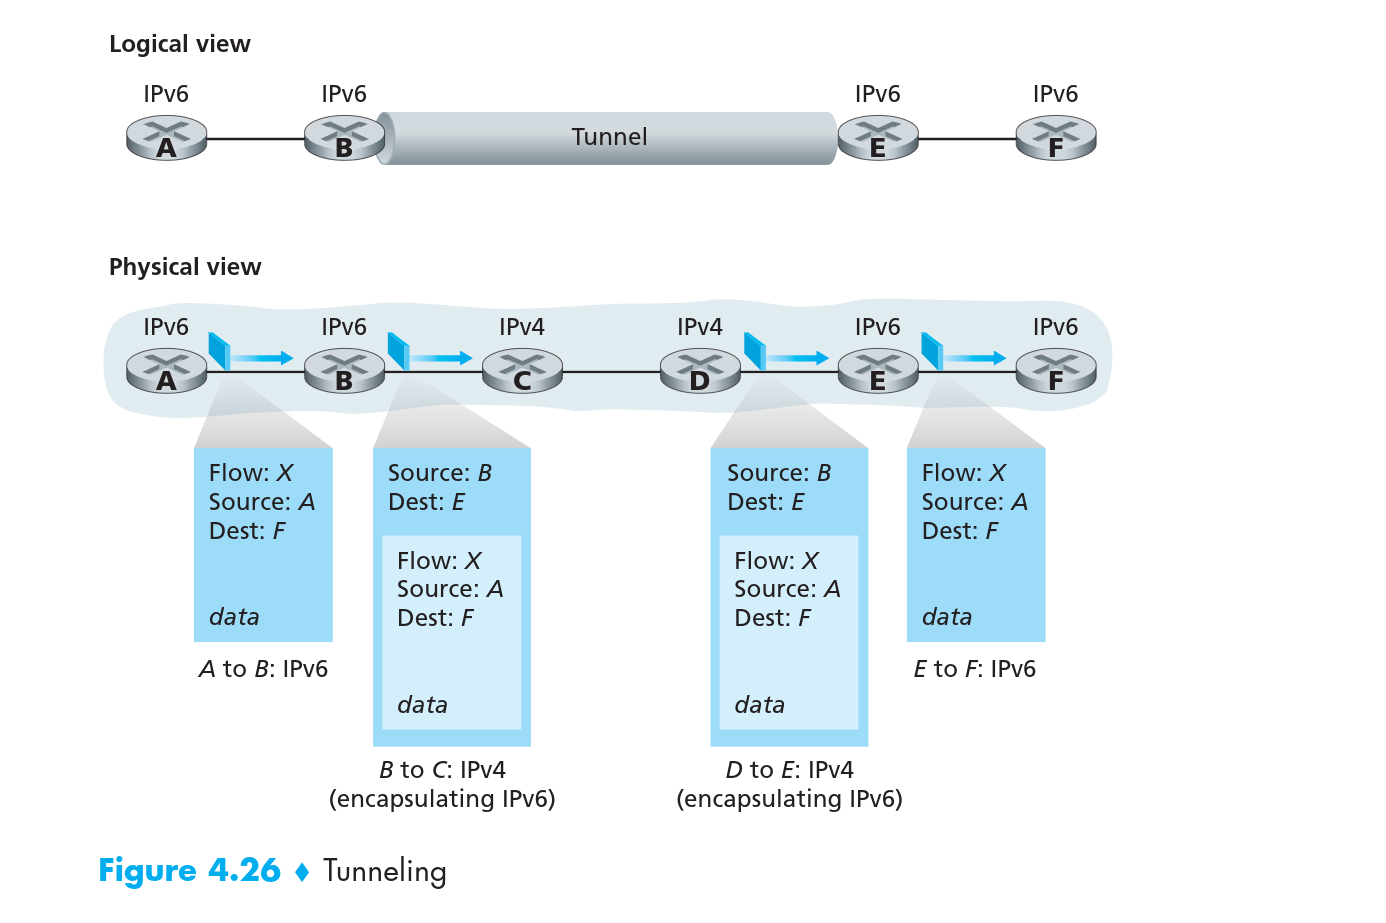 Logical view
IPv6 IPv6 IPv6 IPv6
A B Tunnel E F
Physical view
IPv6 IPv6 IPv4 IPv4 IPv6 IPv6
A B C D E F
Flow: X
Source: A
Dest: F
data
A to B: IPv6
Source: B
Dest: E
Flow: X
Source: A
Dest: F
data
B to C: IPv4
(encapsulating IPv6)
Source: B
Dest: E
Flow: X
Source: A
Dest: F
data
D to E: IPv4
(encapsulating IPv6)
Flow: X
Source: A
Dest: F
data
E to F: IPv6
Figure 4.26 ♦ Tunneling